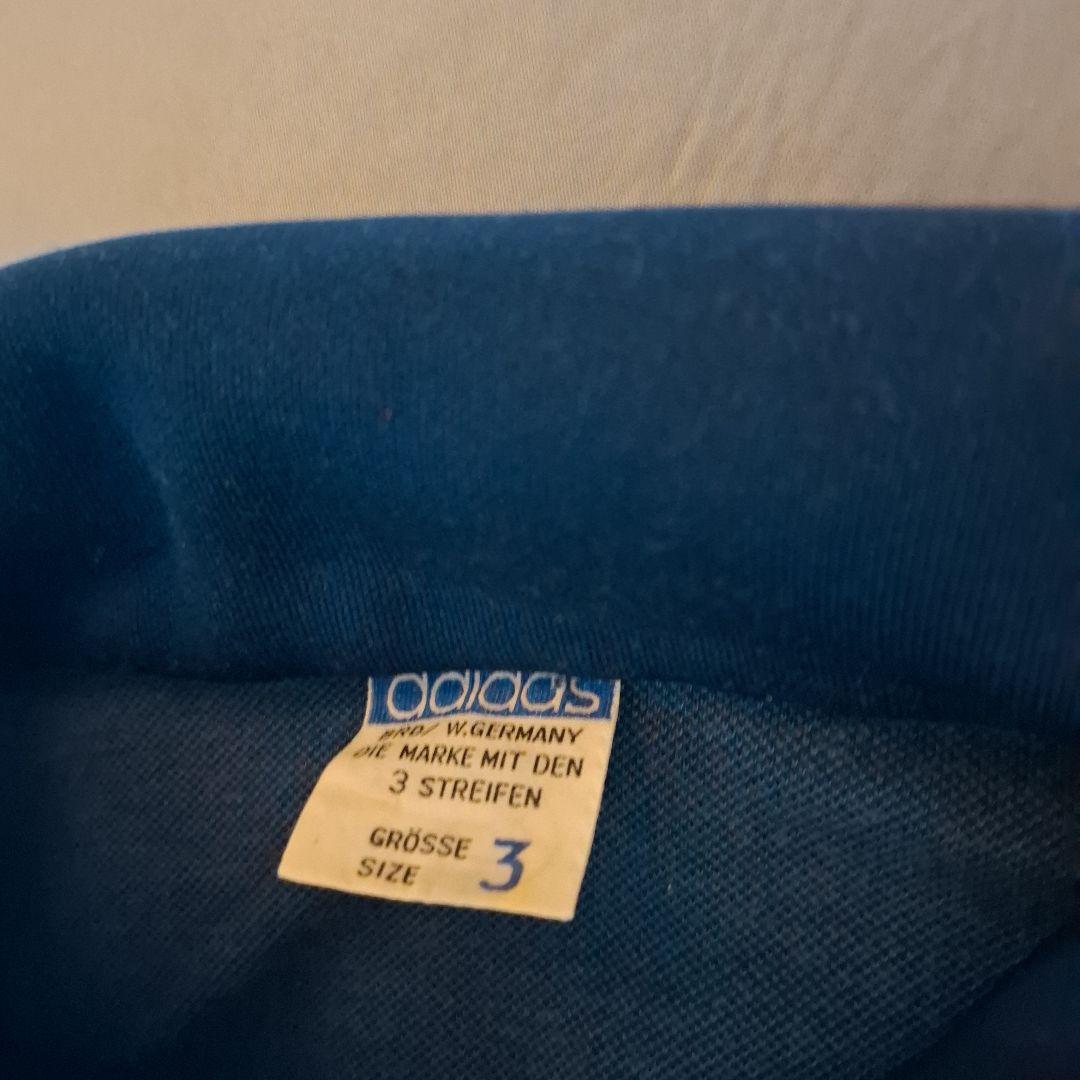 adidas
BRD/ W.GERMANY
DIE MARKE MIT DEN
3 STREIFEN
GRÖSSE 3
SIZE